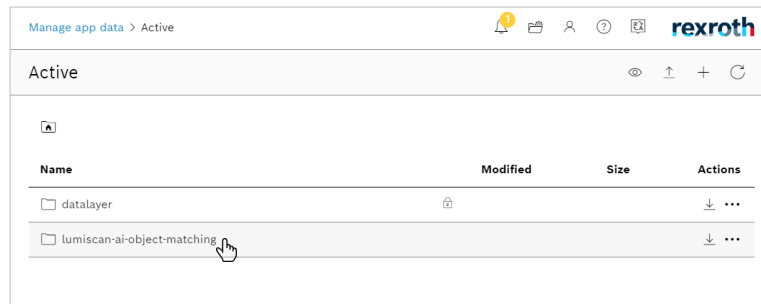 Manage app data > Active
1
rexroth
Active
Name Modified Size Actions
datalayer
lumiscan-ai-object-matching